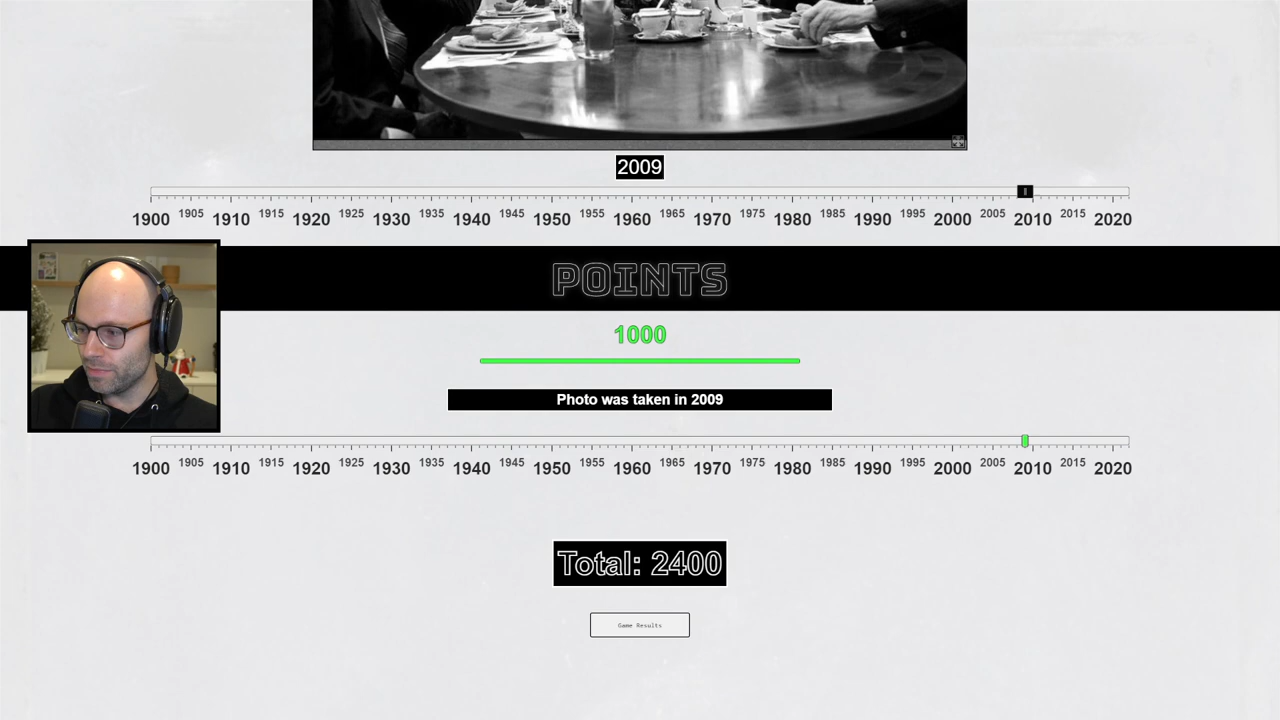 2009
1900 1905 1910 1915 1920 1925 1930 1935 1940 1945 1950 1955 1960 1965 1970 1975 1980 1985 1990 1995 2000 2005 2010 2015 2020
POINTS
1000
Photo was taken in 2009
1900 1905 1910 1915 1920 1925 1930 1935 1940 1945 1950 1955 1960 1965 1970 1975 1980 1985 1990 1995 2000 2005 2010 2015 2020
Total: 2400
Game Results